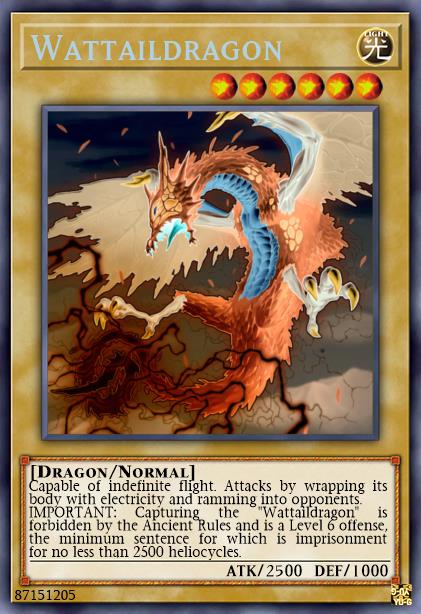 WATTAILDRAGON
LIGHT
光
[DRAGON/NORMAL]
Capable of indefinite flight. Attacks by wrapping its
body with electricity and ramming into opponents.
IMPORTANT: Capturing the "Wattaildragon" is
forbidden by the Ancient Rules and is a Level 6 offense,
the minimum sentence for which is imprisonment
for no less than 2500 heliocycles.
ATK/2500 DEF/1000
87151205